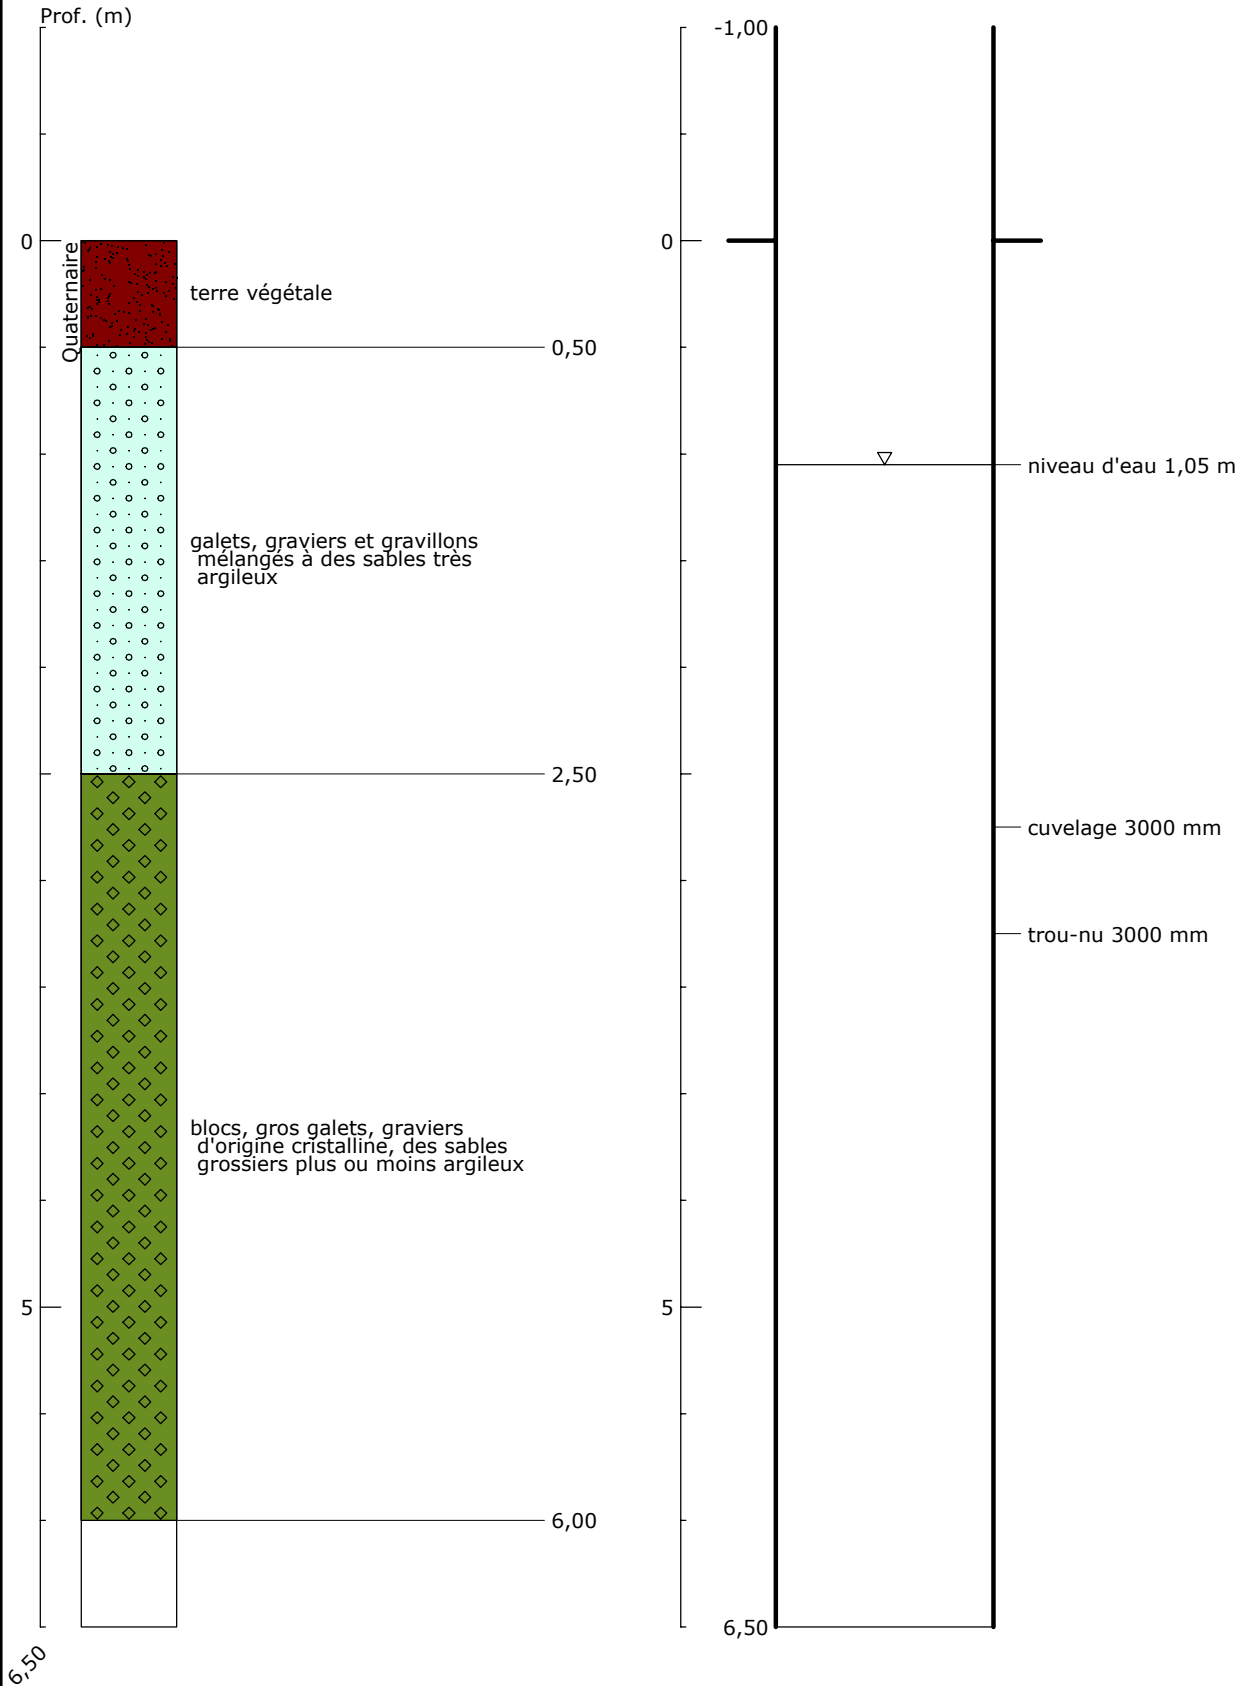 Prof. (m)
-1,00
0
0
Quaternaire
terre végétale
0,50
niveau d'eau 1,05 m
galets, graviers et gravillons
mélangés à des sables très
argileux
2,50
cuvelage 3000 mm
trou-nu 3000 mm
blocs, gros galets, graviers
d'origine cristalline, des sables
grossiers plus ou moins argileux
5
5
6,00
6,50
6,50